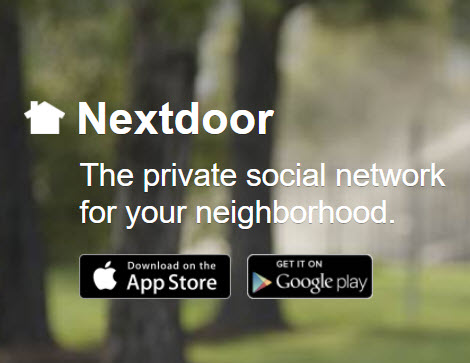 Nextdoor
The private social network
for your neighborhood.
Download on the
App Store
GET IT ON
Google play